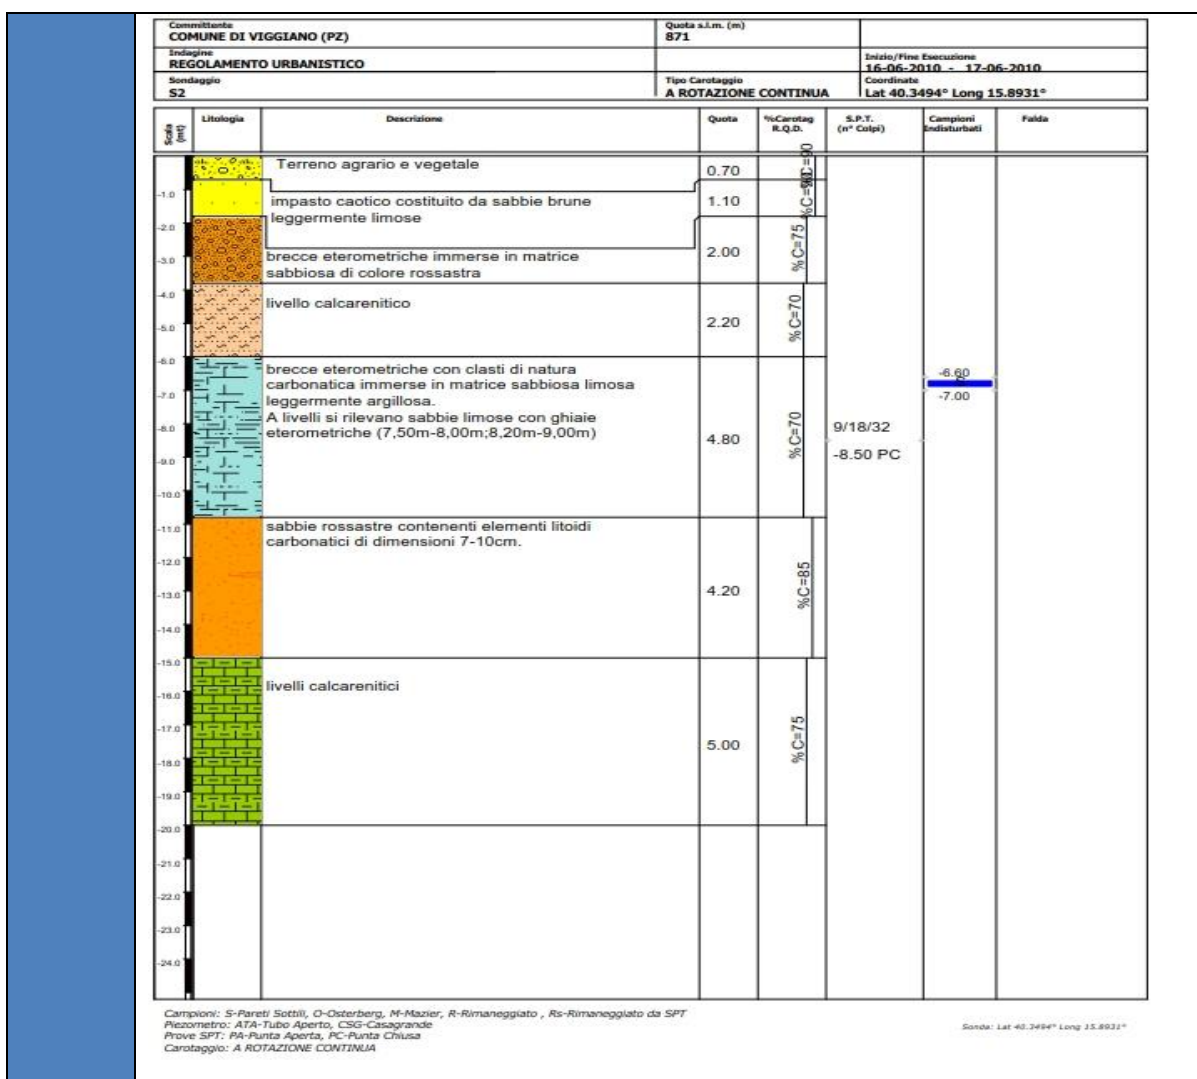 Committente
COMUNE DI VIGGIANO (PZ)
Quota s.l.m. (m)
871
Indagine
REGOLAMENTO URBANISTICO
Inizio/Fine Esecuzione
16-06-2010 - 17-06-2010
Sondaggio
S2
Tipo Carotaggio
A ROTAZIONE CONTINUA
Coordinate
Lat 40.3494° Long 15.8931°
Scala (mt)
Litologia
Descrizione
Quota
%Carotag
R.Q.D.
S.P.T.
(n° Colpi)
Campioni
Indisturbati
Falda
Terreno agrario e vegetale
0.70
%C=90
-1.0
impasto caotico costituito da sabbie brune
leggermente limose
1.10
-2.0
brecce eterometriche immerse in matrice
sabbiosa di colore rossastra
2.00
%C=75
-3.0
-4.0
livello calcarenitico
2.20
%C=70
-5.0
-6.0
brecce eterometriche con clasti di natura
carbonatica immerse in matrice sabbiosa limosa
leggermente argillosa.
A livelli si rilevano sabbie limose con ghiaie
eterometriche (7,50m-8,00m;8,20m-9,00m)
4.80
%C=70
9/18/32
-8.50 PC
-6.60
-7.00
-7.0
-8.0
-9.0
-10.0
-11.0
sabbie rossastre contenenti elementi litoidi
carbonatici di dimensioni 7-10cm.
4.20
%C=85
-12.0
-13.0
-14.0
-15.0
livelli calcarenitici
5.00
%C=75
-16.0
-17.0
-18.0
-19.0
-20.0
-21.0
-22.0
-23.0
-24.0
Campioni: S-Pareti Sottili, O-Osterberg, M-Mazier, R-Rimaneggiato , Rs-Rimaneggiato da SPT
Piezometro: ATA-Tubo Aperto, CSG-Casagrande
Prove SPT: PA-Punta Aperta, PC-Punta Chiusa
Carotaggio: A ROTAZIONE CONTINUA
Sonda: Lat 40.3494° Long 15.8931°